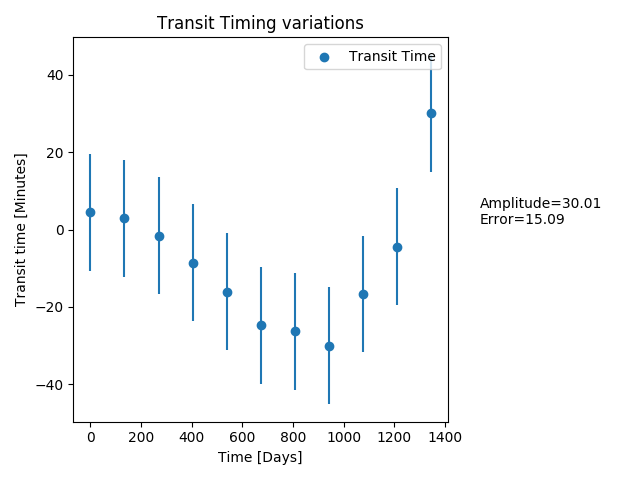 Transit Timing variations
Transit Time
40
20
0
−20
−40
Transit time [Minutes]
0 200 400 600 800 1000 1200 1400
Time [Days]
Amplitude=30.01
Error=15.09